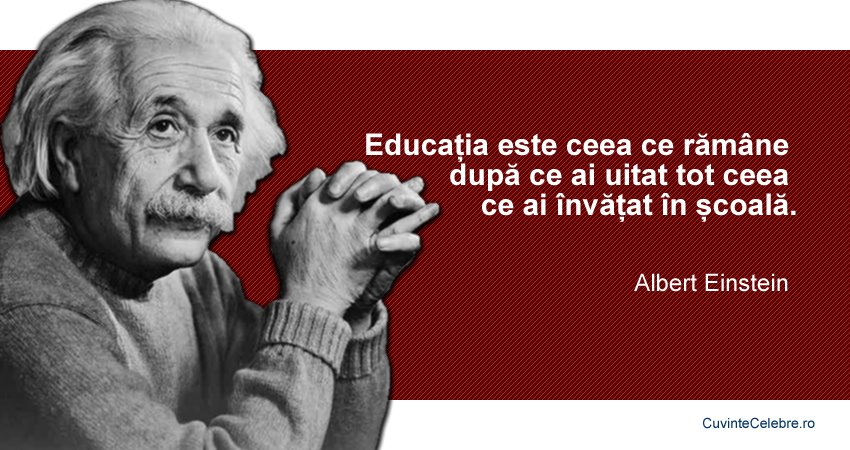 Educația este ceea ce rămâne
după ce ai uitat tot ceea
ce ai învățat în școală.
Albert Einstein
CuvinteCelebre.ro